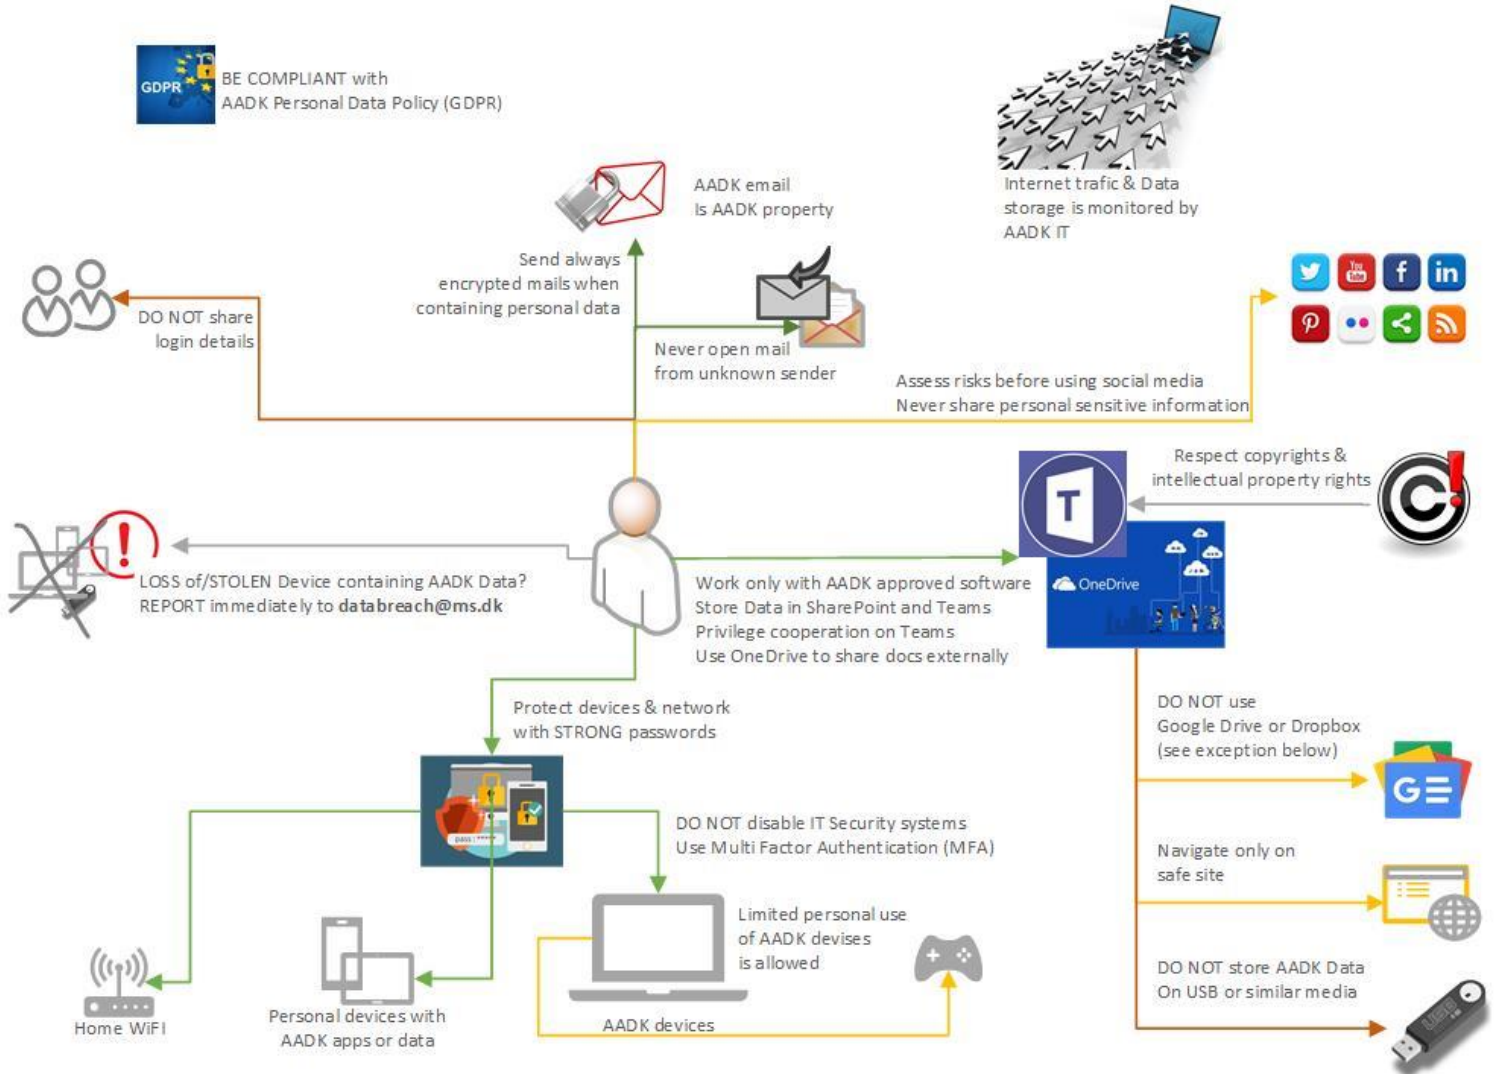 GDPR
BE COMPLIANT with
AADK Personal Data Policy (GDPR)
Internet trafic & Data
storage is monitored by
AADK IT
AADK email
Is AADK property
Send always
encrypted mails when
containing personal data
Never open mail
from unknown sender
DO NOT share
login details
You
Tube
f
in
Assess risks before using social media
Never share personal sensitive information
Respect copyrights &
intellectual property rights
T
C
OneDrive
LOSS of/STOLEN Device containing AADK Data?
REPORT immediately to databreach@ms.dk
Work only with AADK approved software
Store Data in SharePoint and Teams
Privilege cooperation on Teams
Use OneDrive to share docs externally
Protect devices & network
with STRONG passwords
DO NOT use
Google Drive or Dropbox
(see exception below)
G
PASS: *****
DO NOT disable IT Security systems
Use Multi Factor Authentication (MFA)
Navigate only on
safe site
Limited personal use
of AADK devises
is allowed
DO NOT store AADK Data
On USB or similar media
USB
Home WiFI
Personal devices with
AADK apps or data
AADK devices